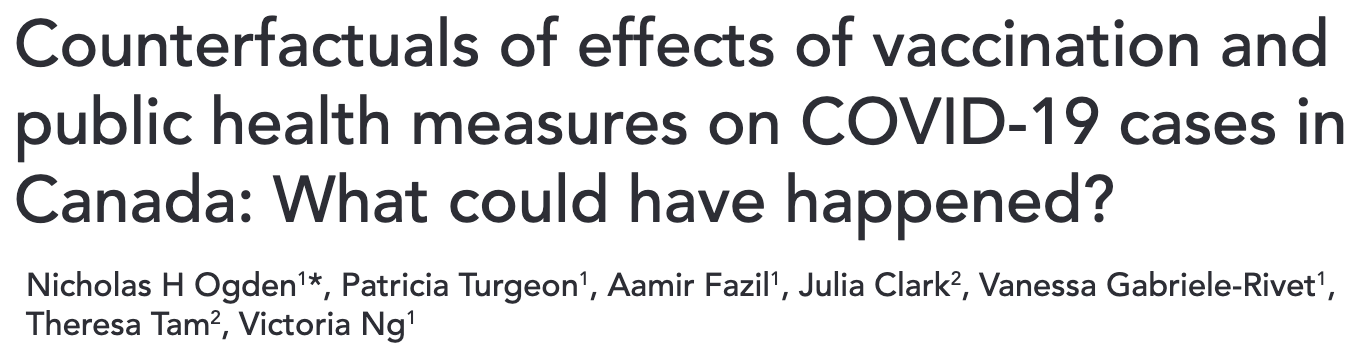 Counterfactuals of effects of vaccination and
public health measures on COVID-19 cases in
Canada: What could have happened?
Nicholas H Ogden¹*, Patricia Turgeon¹, Aamir Fazil¹, Julia Clark², Vanessa Gabriele-Rivet¹,
Theresa Tam², Victoria Ng¹